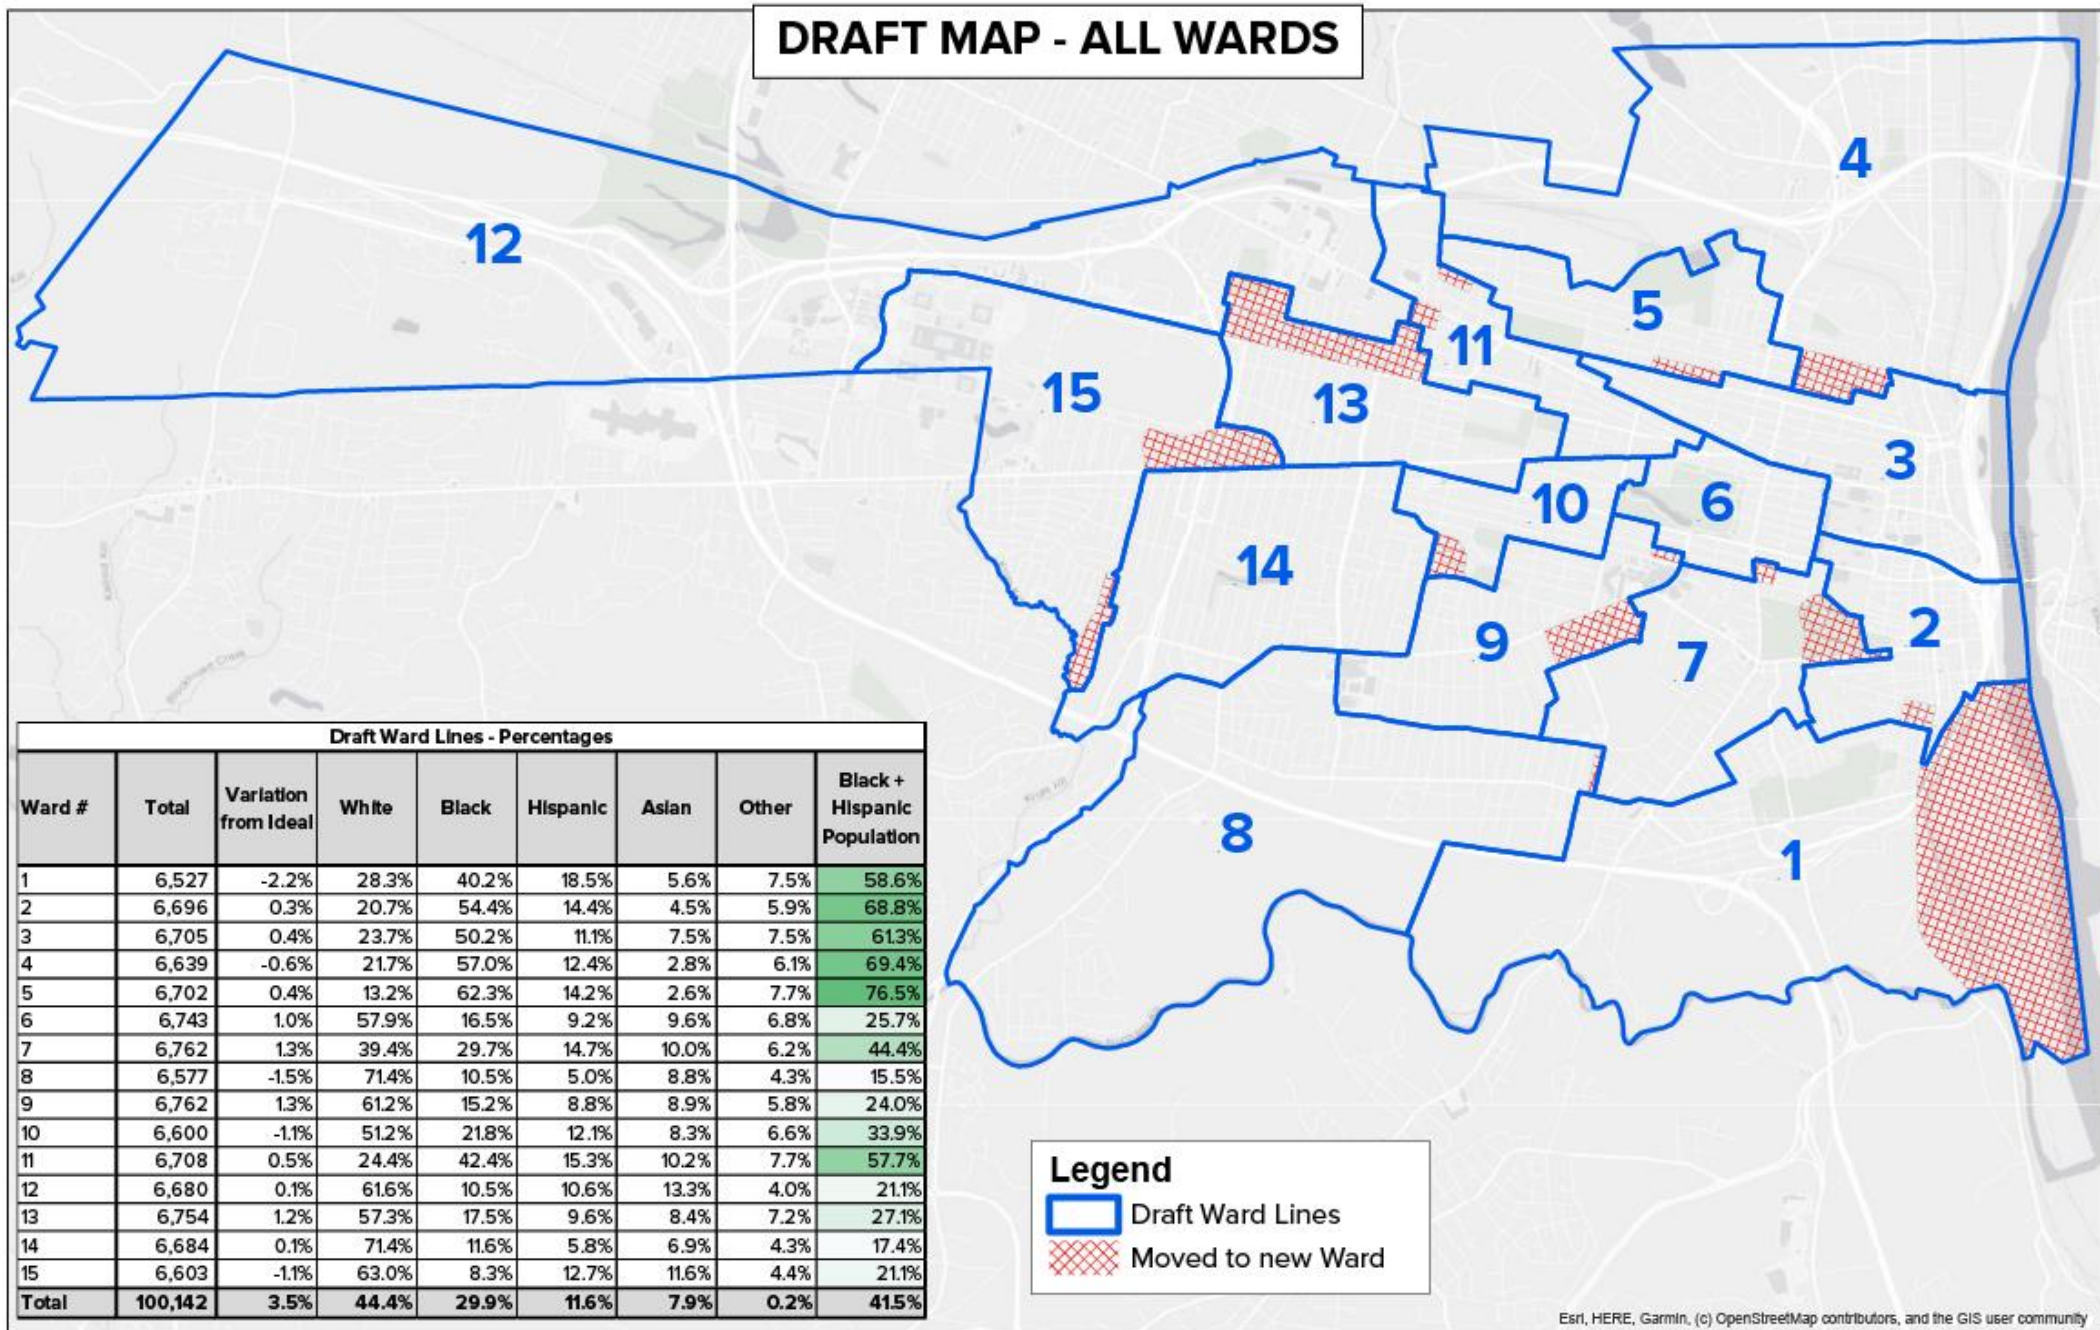 DRAFT MAP - ALL WARDS
4
12
5
11
15
13
3
10
6
14
2
9
7
8
1
Draft Ward Lines - Percentages
Ward # Total Variation from Ideal White Black Hispanic Asian Other Black + Hispanic Population
1 6,527 -2.2% 28.3% 40.2% 18.5% 5.6% 7.5% 58.6%
2 6,696 0.3% 20.7% 54.4% 14.4% 4.5% 5.9% 68.8%
3 6,705 0.4% 23.7% 50.2% 11.1% 7.5% 7.5% 61.3%
4 6,639 -0.6% 21.7% 57.0% 12.4% 2.8% 6.1% 69.4%
5 6,702 0.4% 13.2% 62.3% 14.2% 2.6% 7.7% 76.5%
6 6,743 1.0% 57.9% 16.5% 9.2% 9.6% 6.8% 25.7%
7 6,762 1.3% 39.4% 29.7% 14.7% 10.0% 6.2% 44.4%
8 6,577 -1.5% 71.4% 10.5% 5.0% 8.8% 4.3% 15.5%
9 6,762 1.3% 61.2% 15.2% 8.8% 8.9% 5.8% 24.0%
10 6,600 -1.1% 51.2% 21.8% 12.1% 8.3% 6.6% 33.9%
11 6,708 0.5% 24.4% 42.4% 15.3% 10.2% 7.7% 57.7%
12 6,680 0.1% 61.6% 10.5% 10.6% 13.3% 4.0% 21.1%
13 6,754 1.2% 57.3% 17.5% 9.6% 8.4% 7.2% 27.1%
14 6,684 0.1% 71.4% 11.6% 5.8% 6.9% 4.3% 17.4%
15 6,603 -1.1% 63.0% 8.3% 12.7% 11.6% 4.4% 21.1%
Total 100,142 3.5% 44.4% 29.9% 11.6% 7.9% 0.2% 41.5%
Legend
Draft Ward Lines
Moved to new Ward
Esri, HERE, Garmin, (c) OpenStreetMap contributors, and the GIS user community